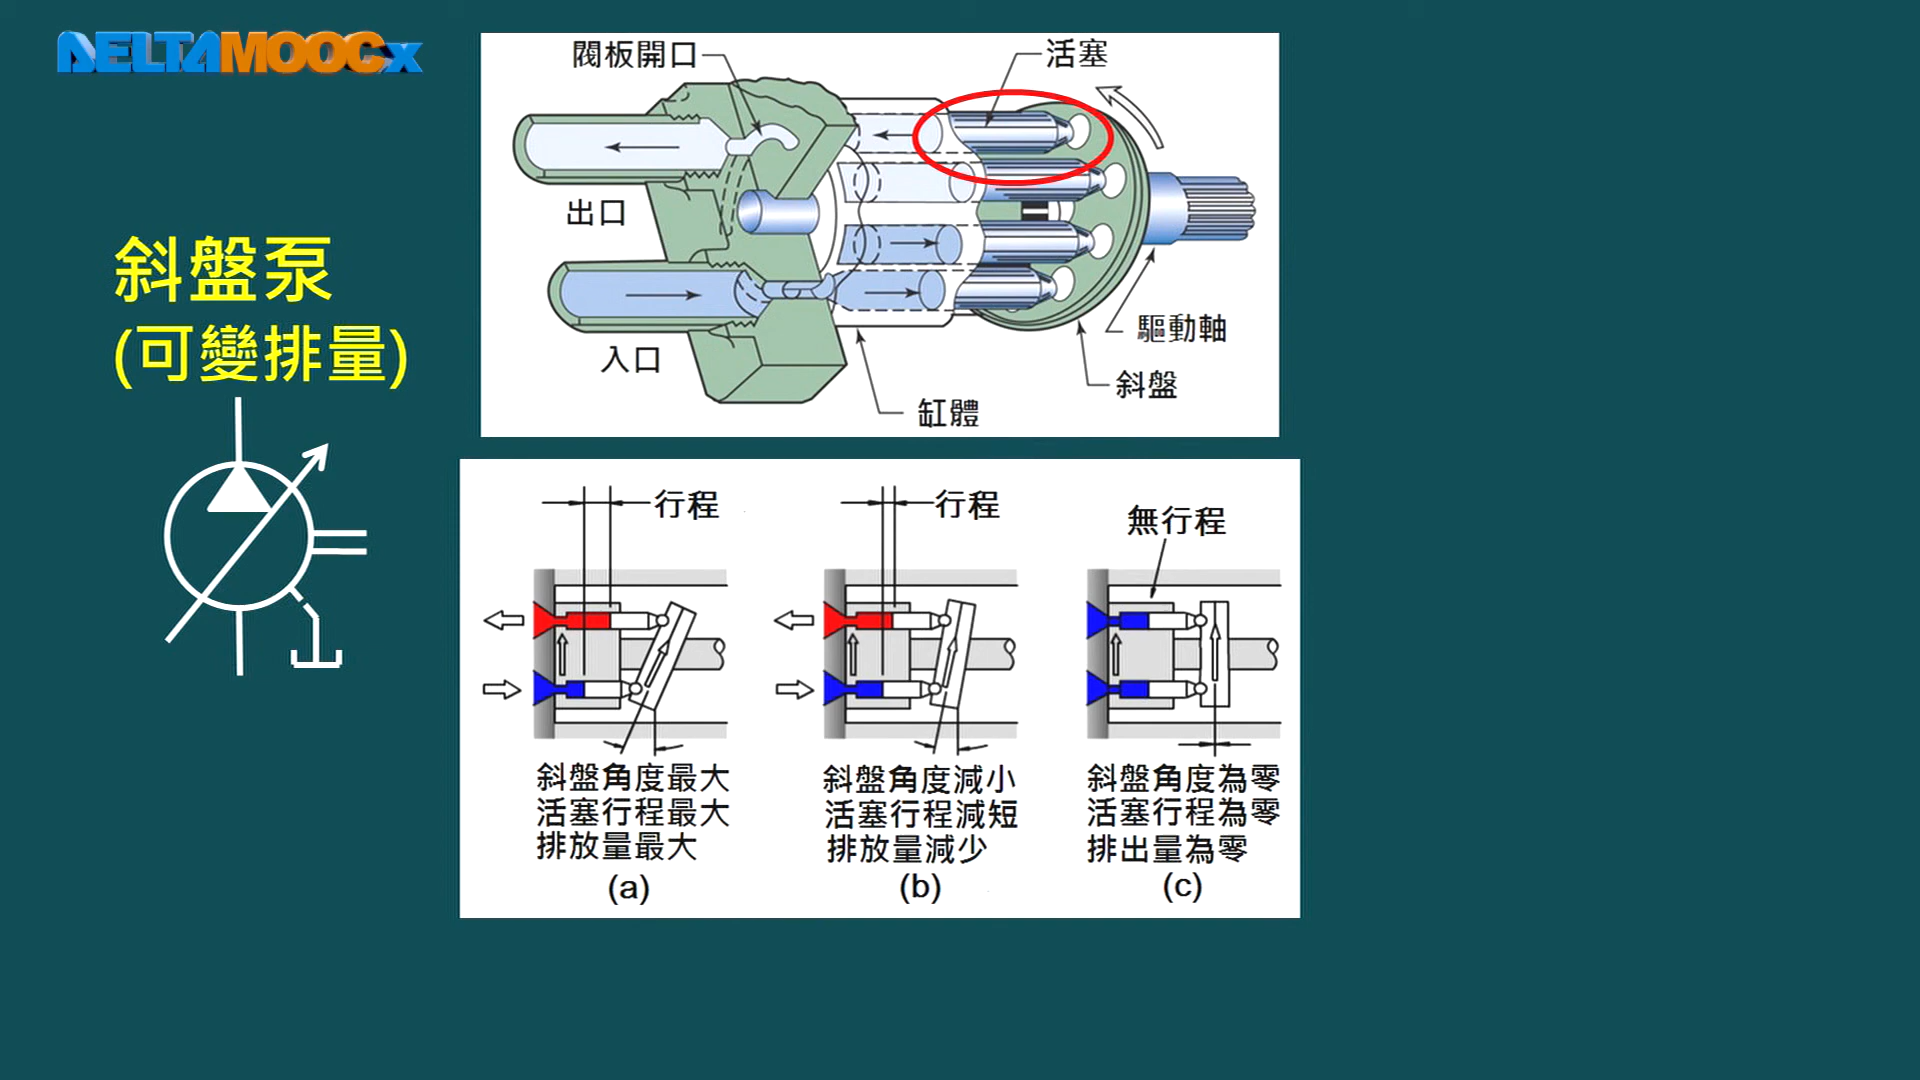 DELTAMOOCx
閥板開口
活塞
出口
斜盤泵
(可變排量)
入口
驅動軸
斜盤
缸體
行程
行程
無行程
斜盤角度最大
活塞行程最大
排放量最大
(a)
斜盤角度減小
活塞行程減短
排放量減少
(b)
斜盤角度為零
活塞行程為零
排出量為零
(c)